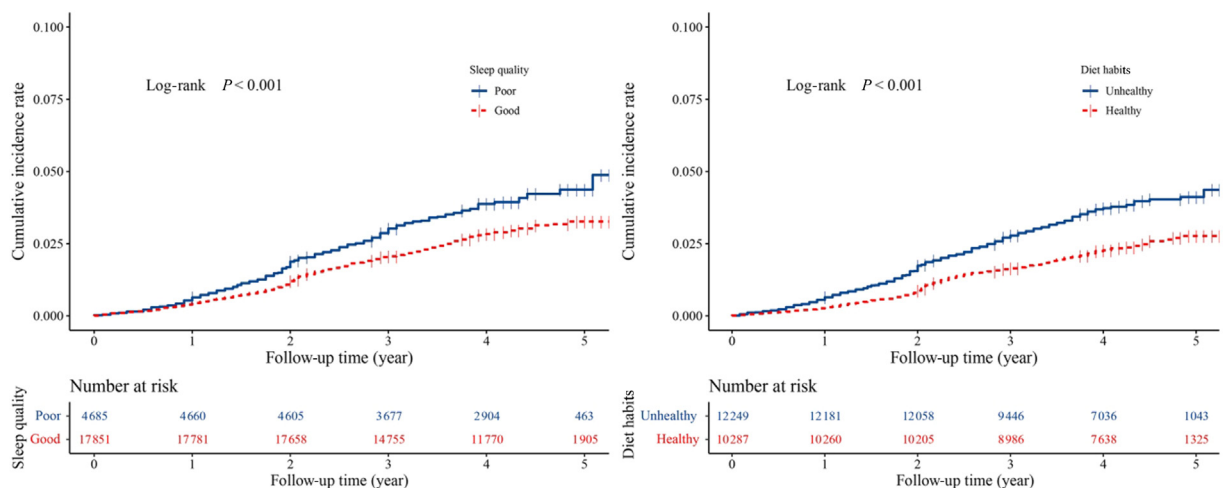 0.100
0.075
0.050
0.025
0.000
Cumulative incidence rate
Log-rank P < 0.001
Sleep quality
Poor
Good
0 1 2 3 4 5
Follow-up time (year)
Number at risk
Sleep quality
Poor 4685 4660 4605 3677 2904 463
Good 17851 17781 17658 14755 11770 1905
0 1 2 3 4 5
Follow-up time (year)
0.100
0.075
0.050
0.025
0.000
Cumulative incidence rate
Log-rank P < 0.001
Diet habits
Unhealthy
Healthy
0 1 2 3 4 5
Follow-up time (year)
Number at risk
Diet habits
Unhealthy 12249 12181 12058 9446 7036 1043
Healthy 10287 10260 10205 8986 7638 1325
0 1 2 3 4 5
Follow-up time (year)